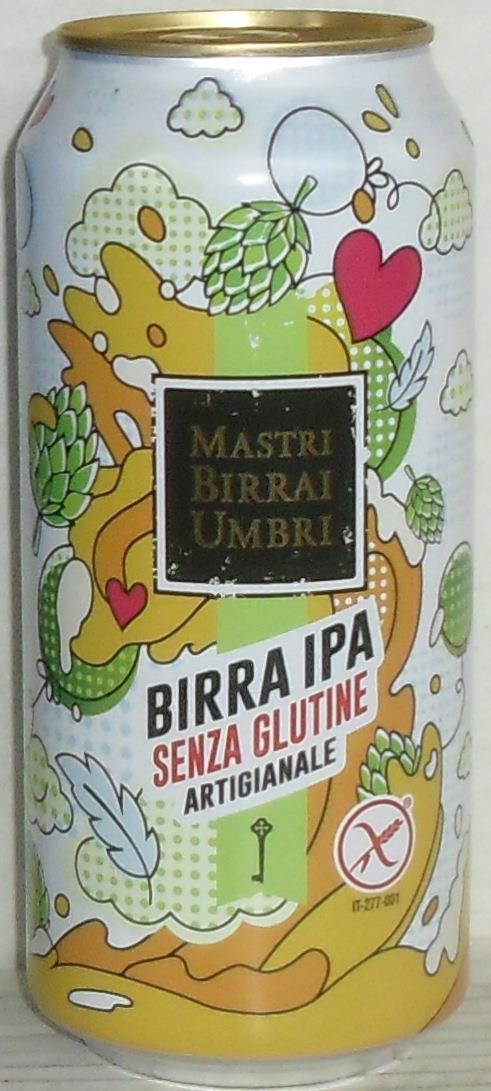 MASTRI
BIRRAI
UMBRI
BIRRA IPA
SENZA GLUTINE
ARTIGIANALE
IT-277-001